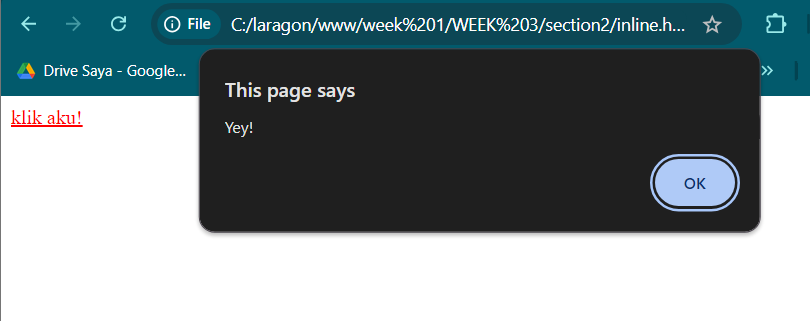 File C:/laragon/www/week%201/WEEK%203/section2/inline.h...
Drive Saya - Google...
This page says
Yey!
OK
klik aku!